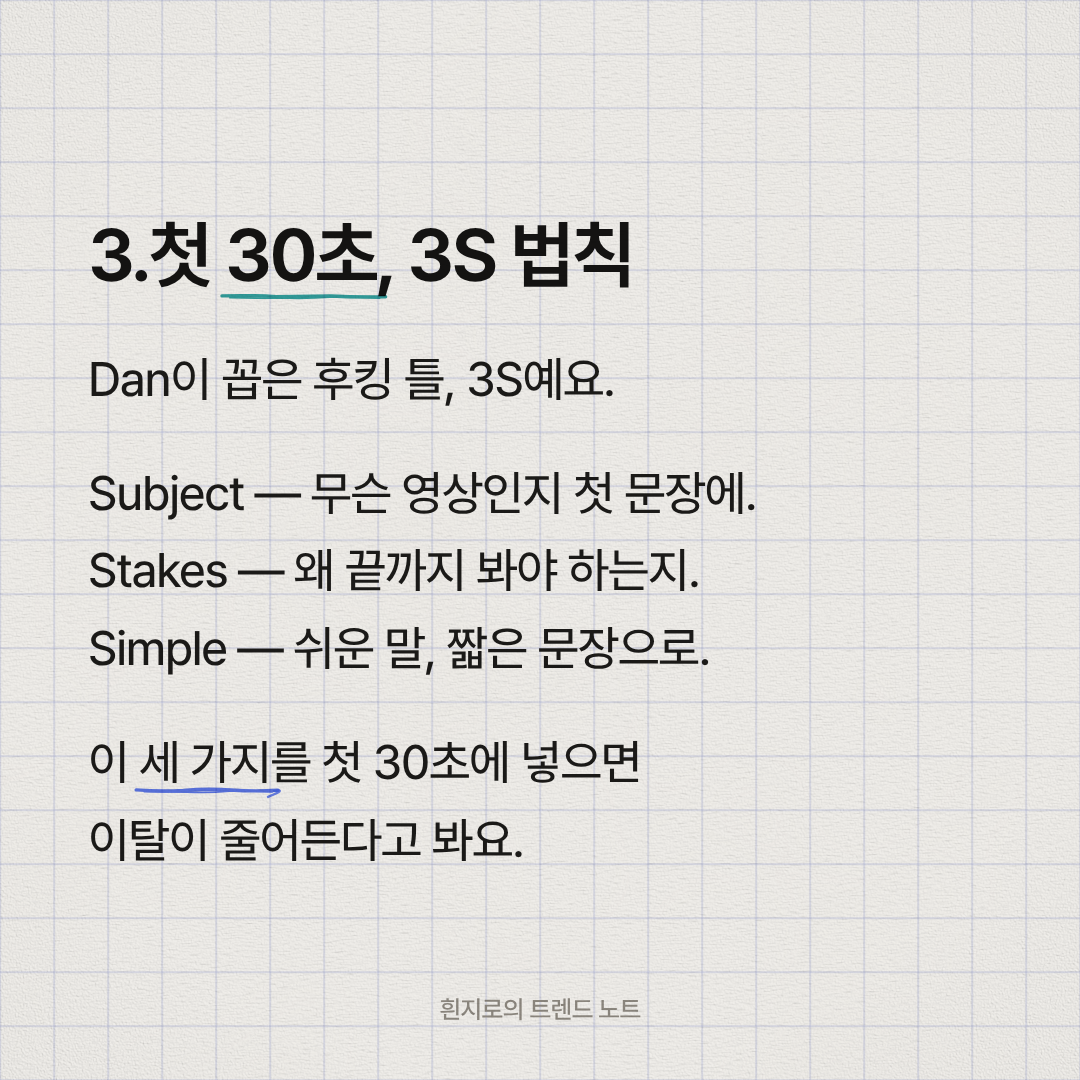 3.첫 30초, 3S 법칙
Dan이 꼽은 후킹 틀, 3S예요.
Subject — 무슨 영상인지 첫 문장에.
Stakes — 왜 끝까지 봐야 하는지.
Simple — 쉬운 말, 짧은 문장으로.
이 세 가지를 첫 30초에 넣으면
이탈이 줄어든다고 봐요.
흰지로의 트렌드 노트